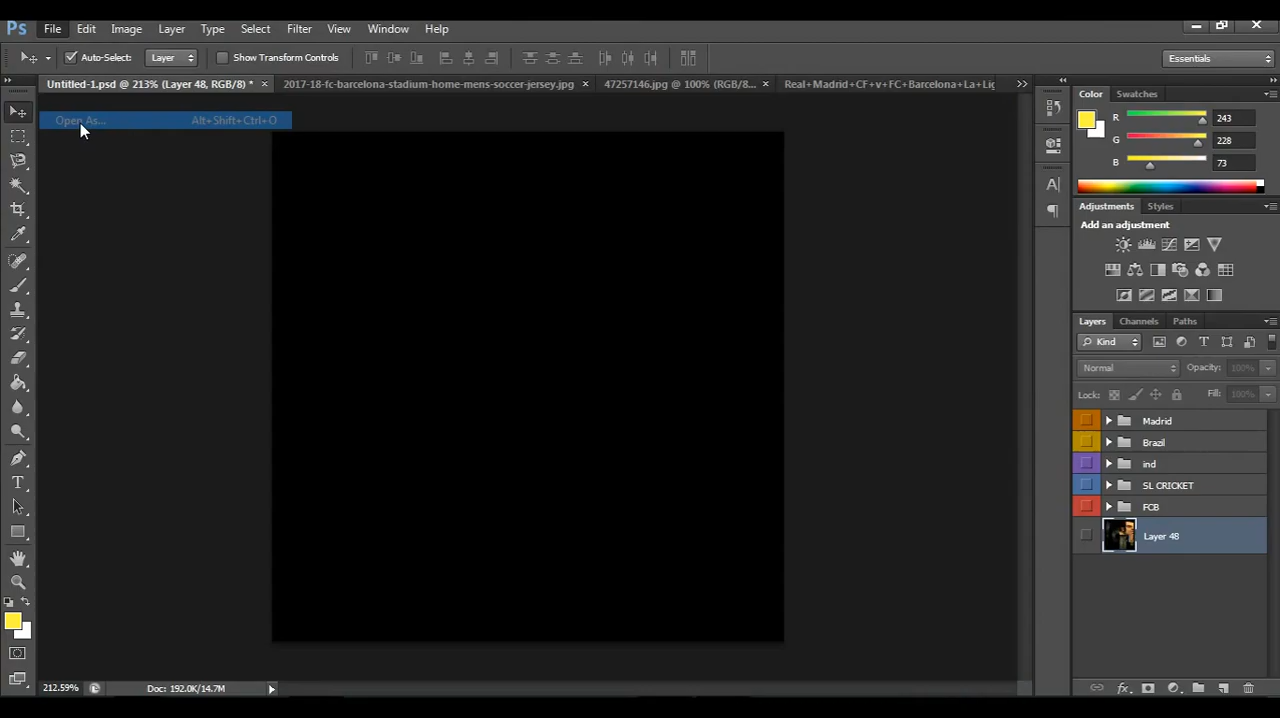 Ps File Edit Image Layer Type Select Filter View Window Help
Auto-Select: Layer Show Transform Controls Essentials
Untitled-1.psd @ 213% (Layer 48, RGB/8) * × 2017-18-fc-barcelona-stadium-home-mens-soccer-jersey.jpg × 47257146.jpg @ 100% (RGB/8... × Real+Madrid+CF+v+FC+Barcelona+La+Lig
Open As... Alt+Shift+Ctrl+O
Color Swatches
R 243
G 228
B 73
Adjustments Styles
Add an adjustment
Layers Channels Paths
Kind
Normal Opacity: 100%
Lock: Fill: 100%
Madrid
Brazil
ind
SL CRICKET
FCB
Layer 48
212.59% Doc: 192.0K/14.7M